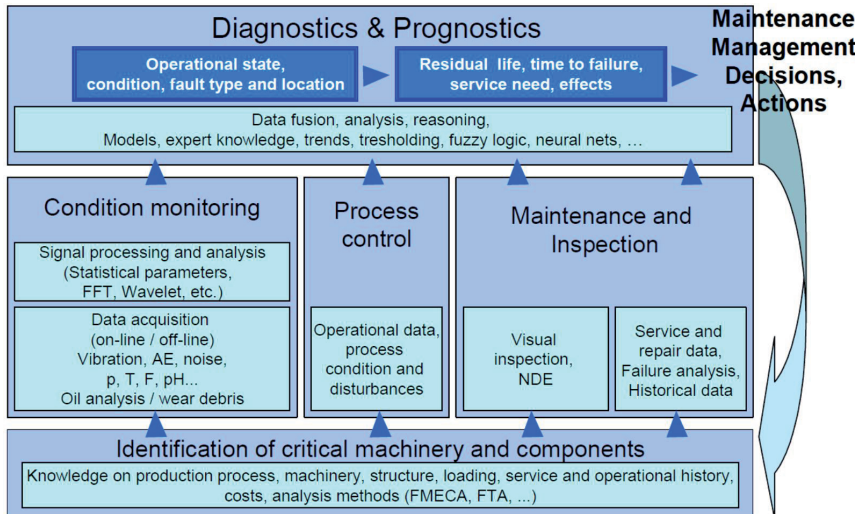 Diagnostics & Prognostics
Maintenance
Management
Decisions,
Actions
Operational state,
condition, fault type and location
Residual life, time to failure,
service need, effects
Data fusion, analysis, reasoning,
Models, expert knowledge, trends, tresholding, fuzzy logic, neural nets, ...
Condition monitoring
Signal processing and analysis
(Statistical parameters,
FFT, Wavelet, etc.)
Data acquisition
(on-line / off-line)
Vibration, AE, noise,
p, T, F, pH...
Oil analysis / wear debris
Process
control
Operational data,
process
condition and
disturbances
Maintenance and
Inspection
Visual
inspection,
NDE
Service and
repair data,
Failure analysis,
Historical data
Identification of critical machinery and components
Knowledge on production process, machinery, structure, loading, service and operational history,
costs, analysis methods (FMECA, FTA, ...)